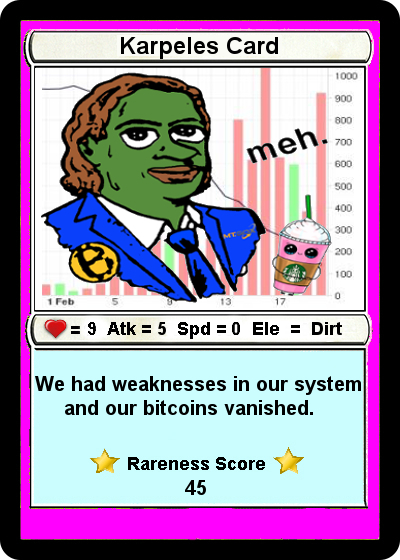 Karpeles Card
1000
900
800
700
600
500
400
300
200
100
0
meh.
MT.GOX
1 Feb
5
9
13
17
= 9 Atk = 5 Spd = 0 Ele = Dirt
We had weaknesses in our system
and our bitcoins vanished.
Rareness Score
45